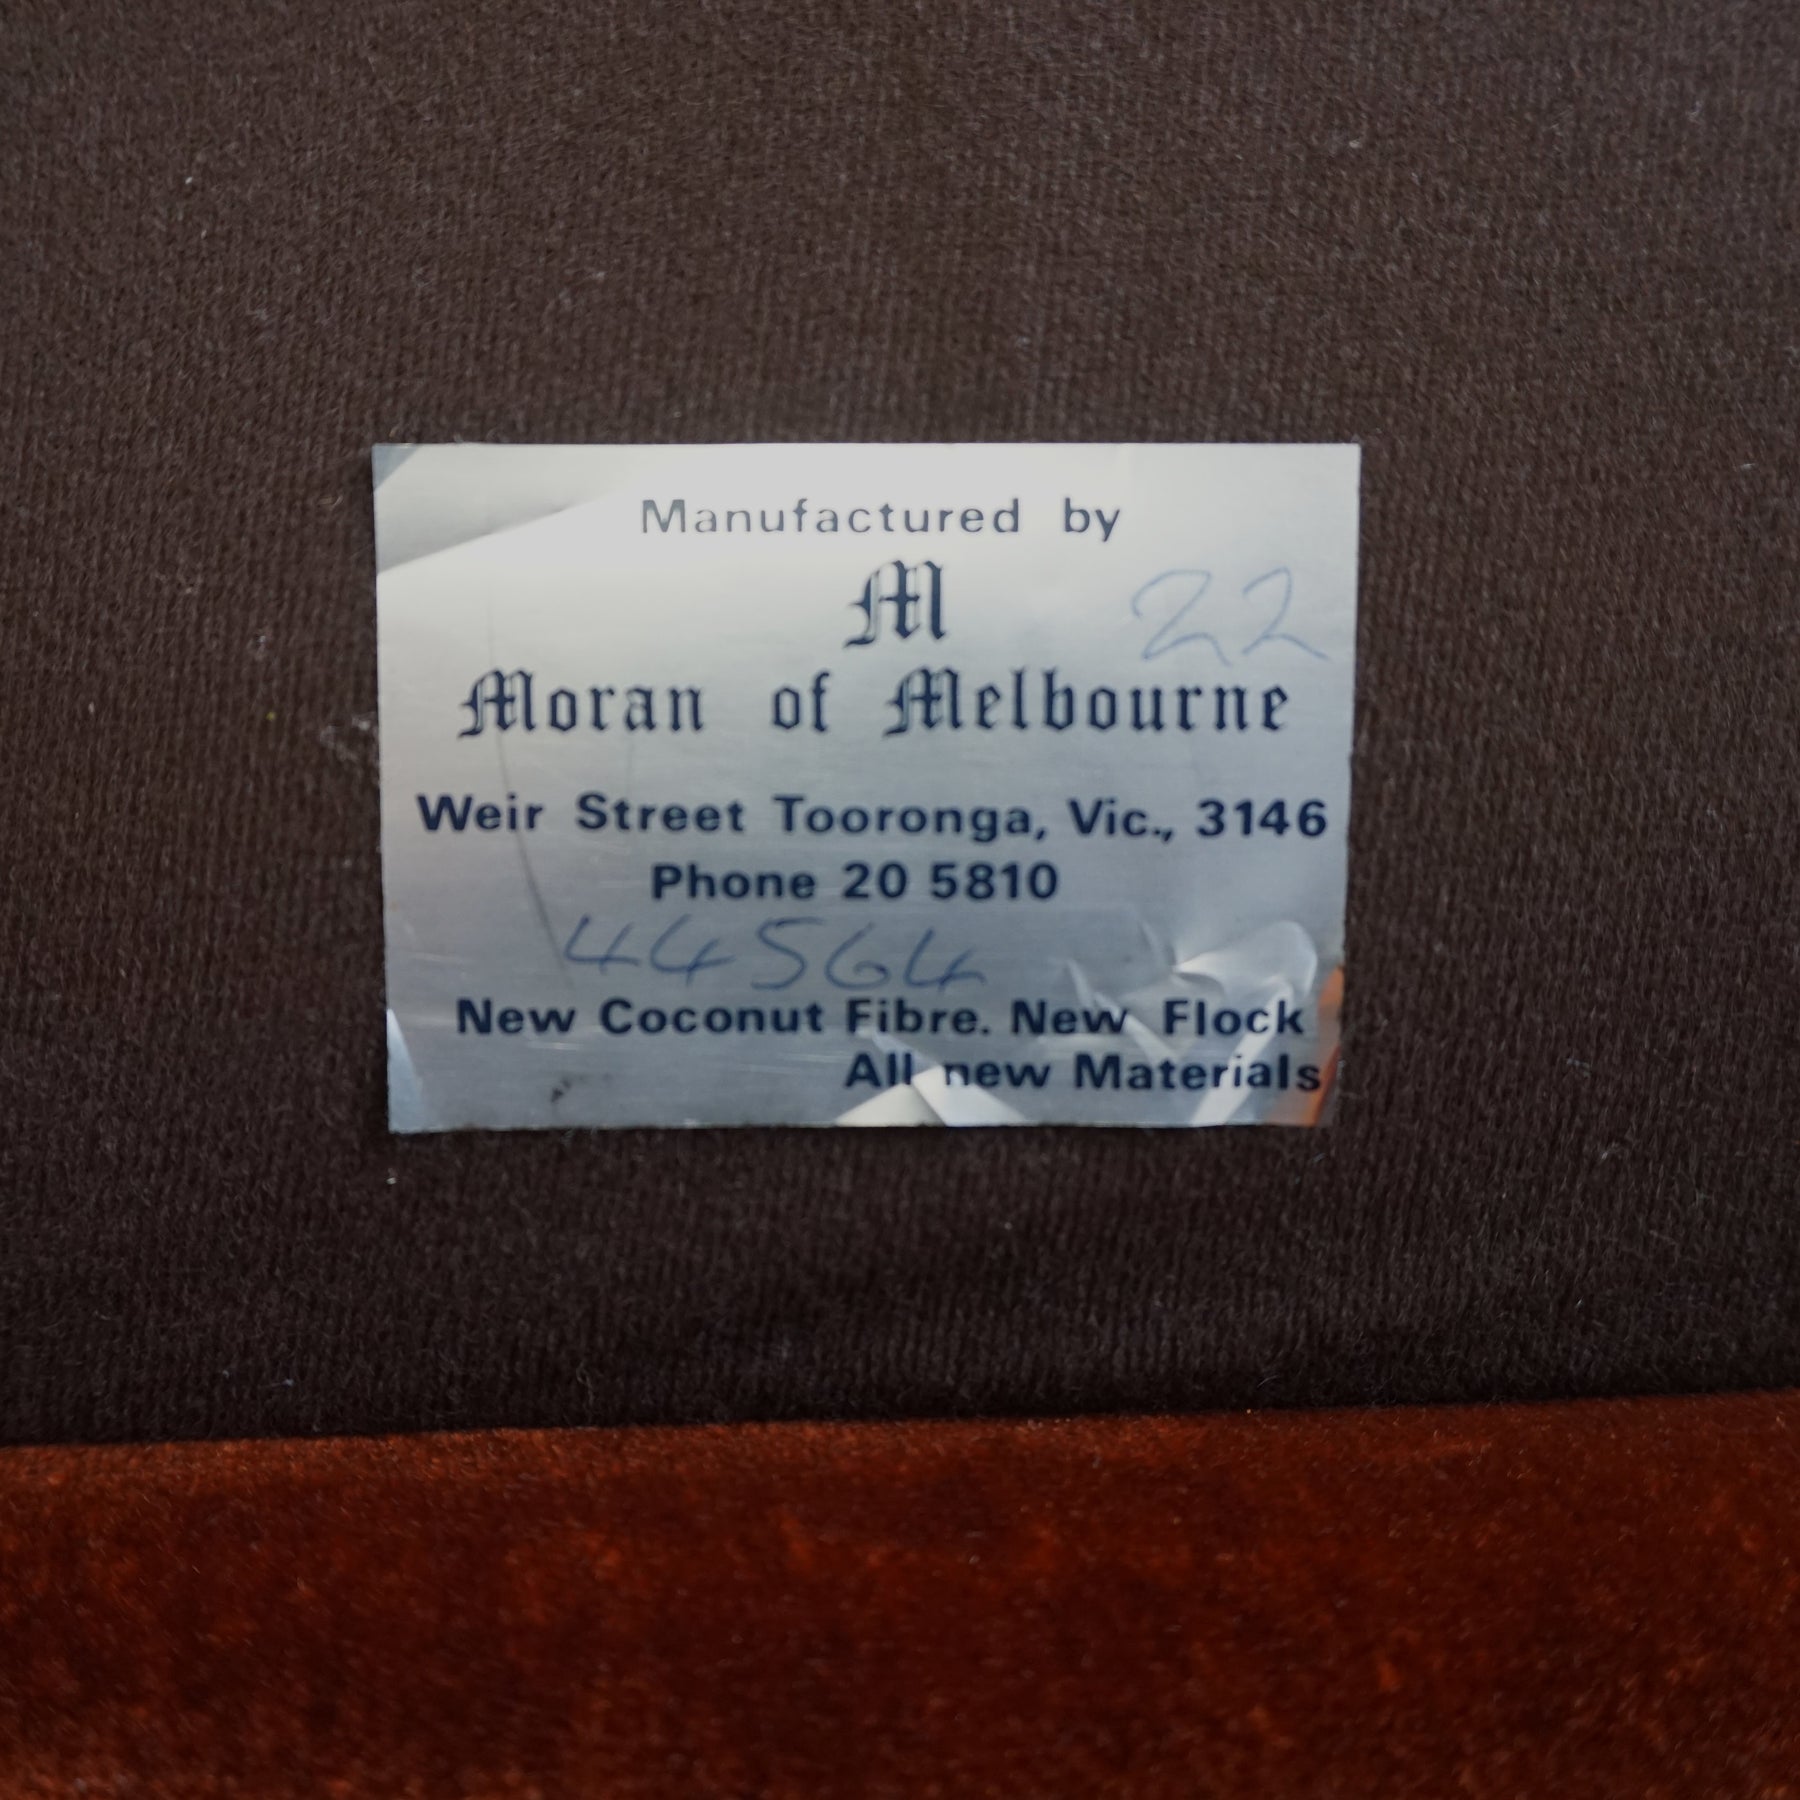 Manufactured by
M
22
Moran of Melbourne
Weir Street Tooronga, Vic., 3146
Phone 20 5810
44564
New Coconut Fibre. New Flock
All new Materials